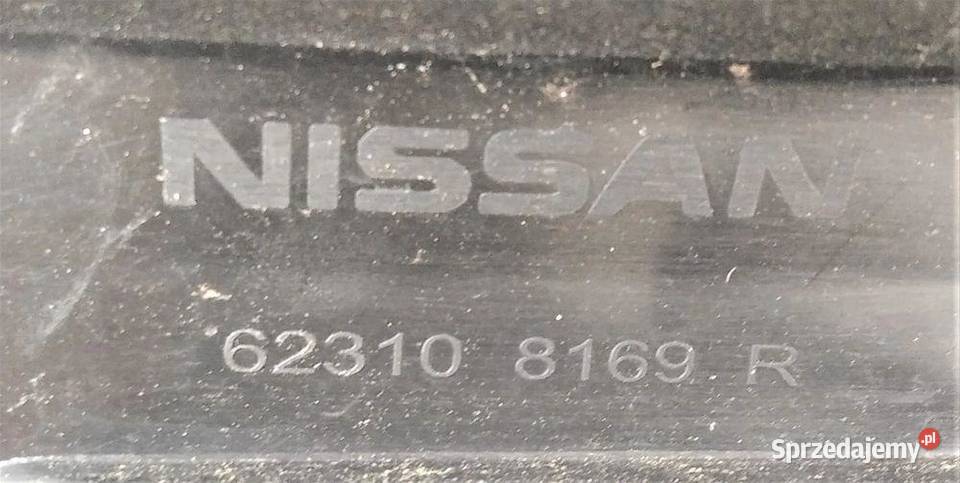 NISSAN
62310 8169 R
Sprzedajemy.pl